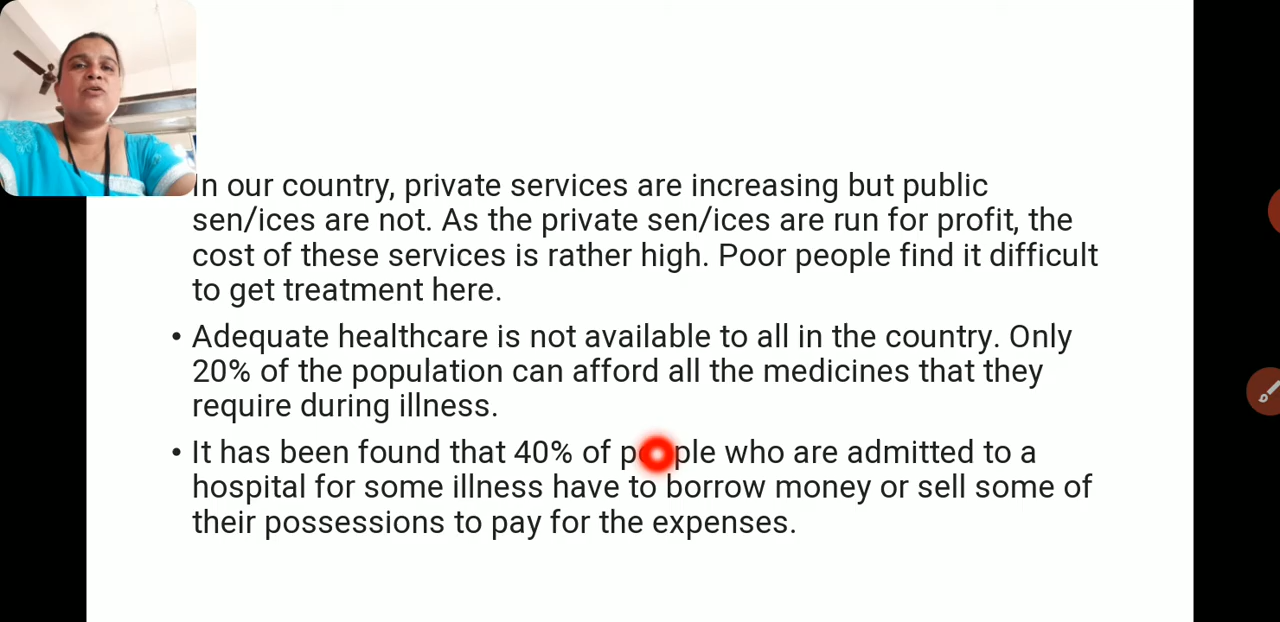 In our country, private services are increasing but public
sen/ices are not. As the private sen/ices are run for profit, the
cost of these services is rather high. Poor people find it difficult
to get treatment here.
• Adequate healthcare is not available to all in the country. Only
20% of the population can afford all the medicines that they
require during illness.
• It has been found that 40% of people who are admitted to a
hospital for some illness have to borrow money or sell some of
their possessions to pay for the expenses.